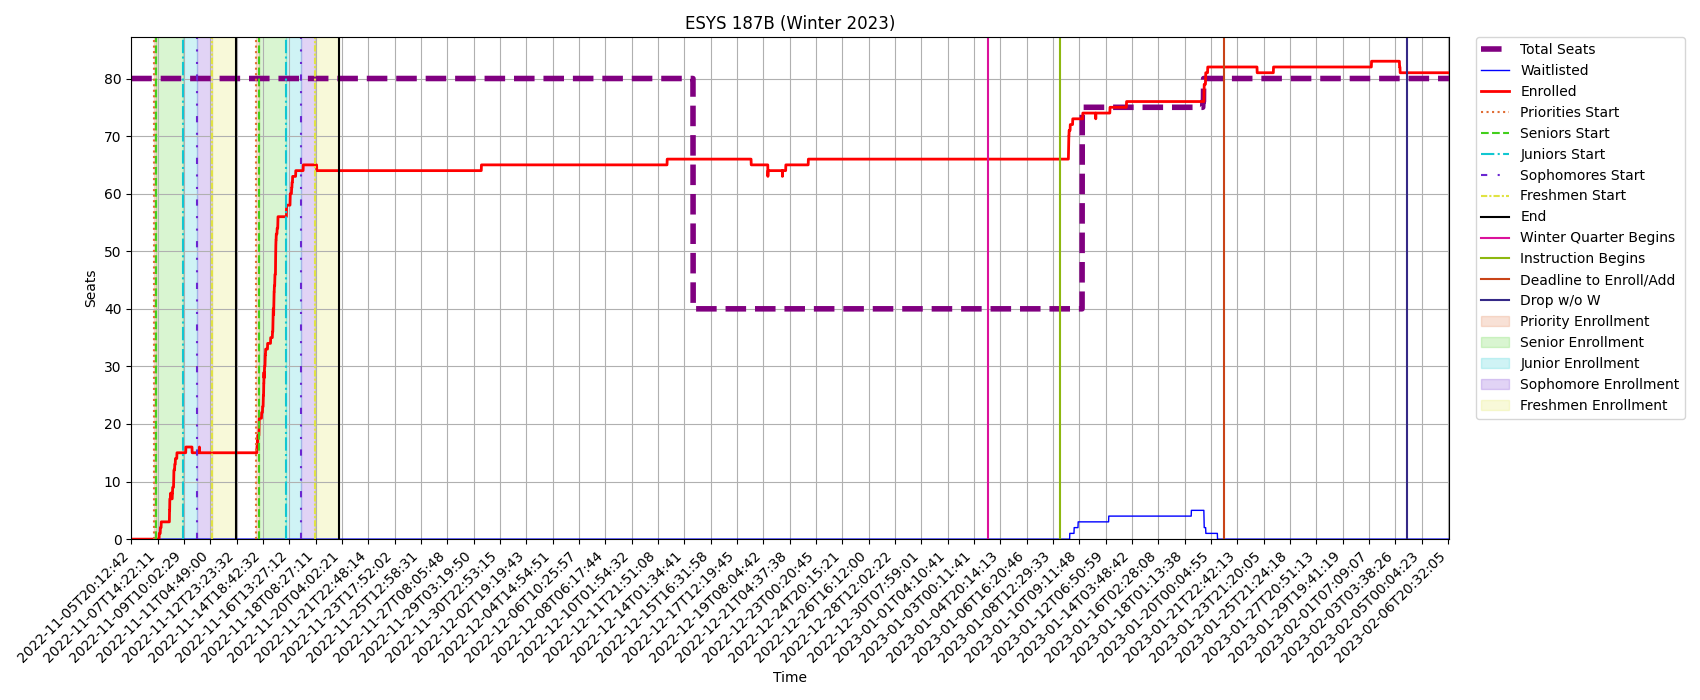 ESYS 187B (Winter 2023)
Seats
80
70
60
50
40
30
20
10
0
2022-11-05T20:12:42
2022-11-07T14:22:11
2022-11-09T10:02:29
2022-11-11T04:49:00
2022-11-12T23:23:32
2022-11-14T18:42:32
2022-11-16T13:27:12
2022-11-18T08:27:11
2022-11-20T04:02:21
2022-11-21T22:48:14
2022-11-23T17:52:02
2022-11-25T12:58:31
2022-11-27T08:05:48
2022-11-29T03:19:50
2022-11-30T22:53:15
2022-12-02T19:19:43
2022-12-04T14:54:51
2022-12-06T10:25:57
2022-12-08T06:17:44
2022-12-10T01:54:32
2022-12-11T21:51:08
2022-12-14T01:34:41
2022-12-15T16:31:58
2022-12-17T12:19:45
2022-12-19T08:04:42
2022-12-21T04:37:38
2022-12-23T00:20:45
2022-12-24T20:15:21
2022-12-26T16:12:00
2022-12-28T12:02:22
2022-12-30T07:59:01
2023-01-01T04:10:41
2023-01-03T00:11:41
2023-01-04T20:14:13
2023-01-06T16:20:46
2023-01-08T12:29:33
2023-01-10T09:11:48
2023-01-12T06:50:59
2023-01-14T03:48:42
2023-01-16T02:28:08
2023-01-18T01:13:38
2023-01-20T00:04:55
2023-01-21T22:42:13
2023-01-23T21:20:05
2023-01-25T21:24:18
2023-01-27T20:51:13
2023-01-29T19:41:19
2023-02-01T07:09:07
2023-02-03T03:38:26
2023-02-05T00:04:23
2023-02-06T20:32:05
Time
Total Seats
Waitlisted
Enrolled
Priorities Start
Seniors Start
Juniors Start
Sophomores Start
Freshmen Start
End
Winter Quarter Begins
Instruction Begins
Deadline to Enroll/Add
Drop w/o W
Priority Enrollment
Senior Enrollment
Junior Enrollment
Sophomore Enrollment
Freshmen Enrollment